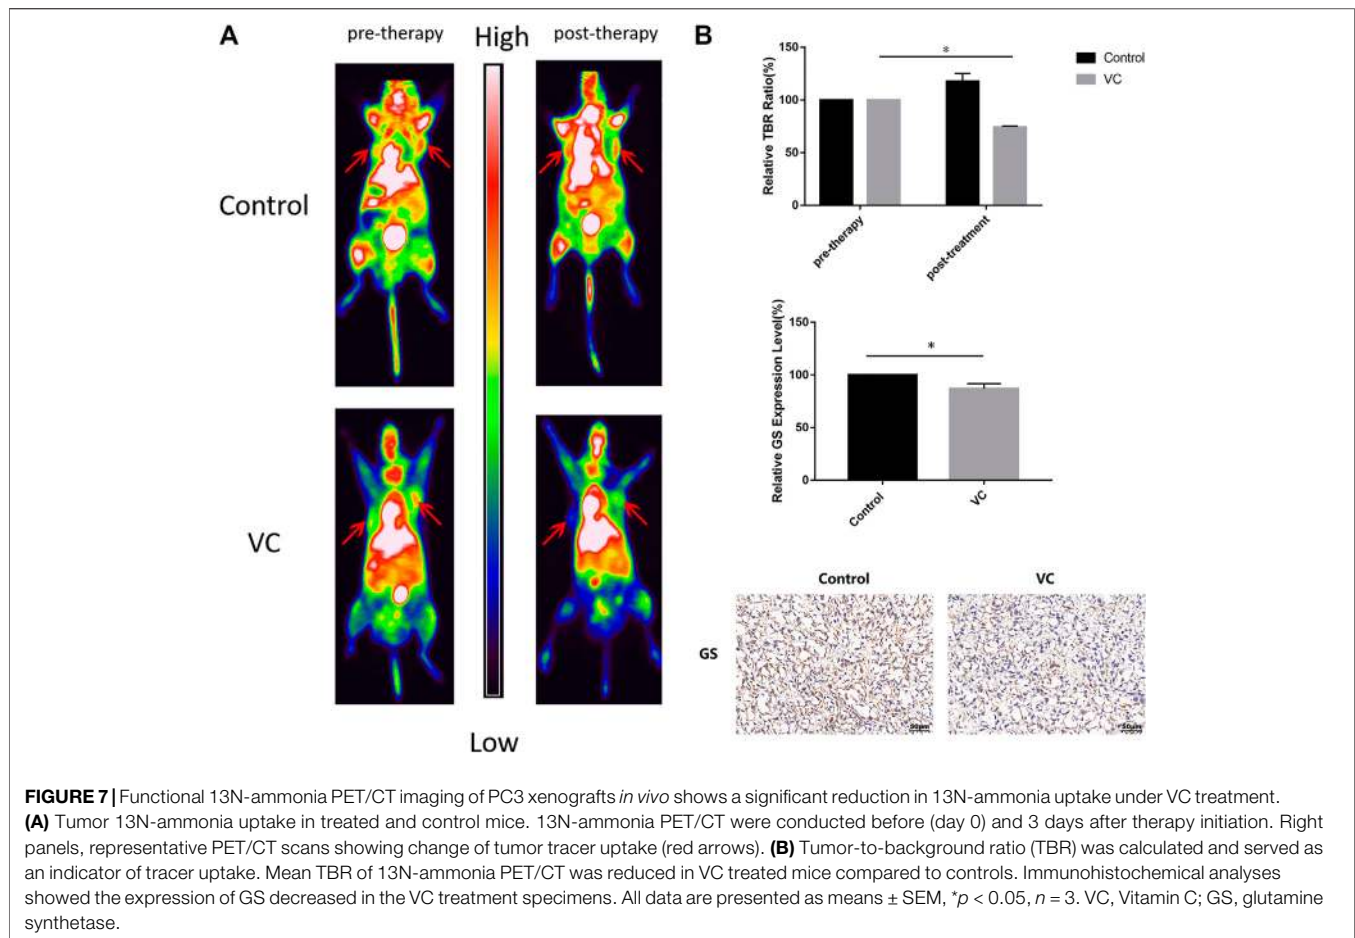 A
pre-therapy
High
post-therapy
Control
VC
Low
B
Relative TBR Ratio(%)
150
100
50
0
*
pre-therapy
post-treatment
Control
VC
Relative GS Expression Level(%)
150
100
50
0
*
Control
VC
Control
VC
GS
50μm
50μm
FIGURE 7 | Functional 13N-ammonia PET/CT imaging of PC3 xenografts in vivo shows a significant reduction in 13N-ammonia uptake under VC treatment.
(A) Tumor 13N-ammonia uptake in treated and control mice. 13N-ammonia PET/CT were conducted before (day 0) and 3 days after therapy initiation. Right
panels, representative PET/CT scans showing change of tumor tracer uptake (red arrows). (B) Tumor-to-background ratio (TBR) was calculated and served as
an indicator of tracer uptake. Mean TBR of 13N-ammonia PET/CT was reduced in VC treated mice compared to controls. Immunohistochemical analyses
showed the expression of GS decreased in the VC treatment specimens. All data are presented as means ± SEM, *p < 0.05, n = 3. VC, Vitamin C; GS, glutamine
synthetase.